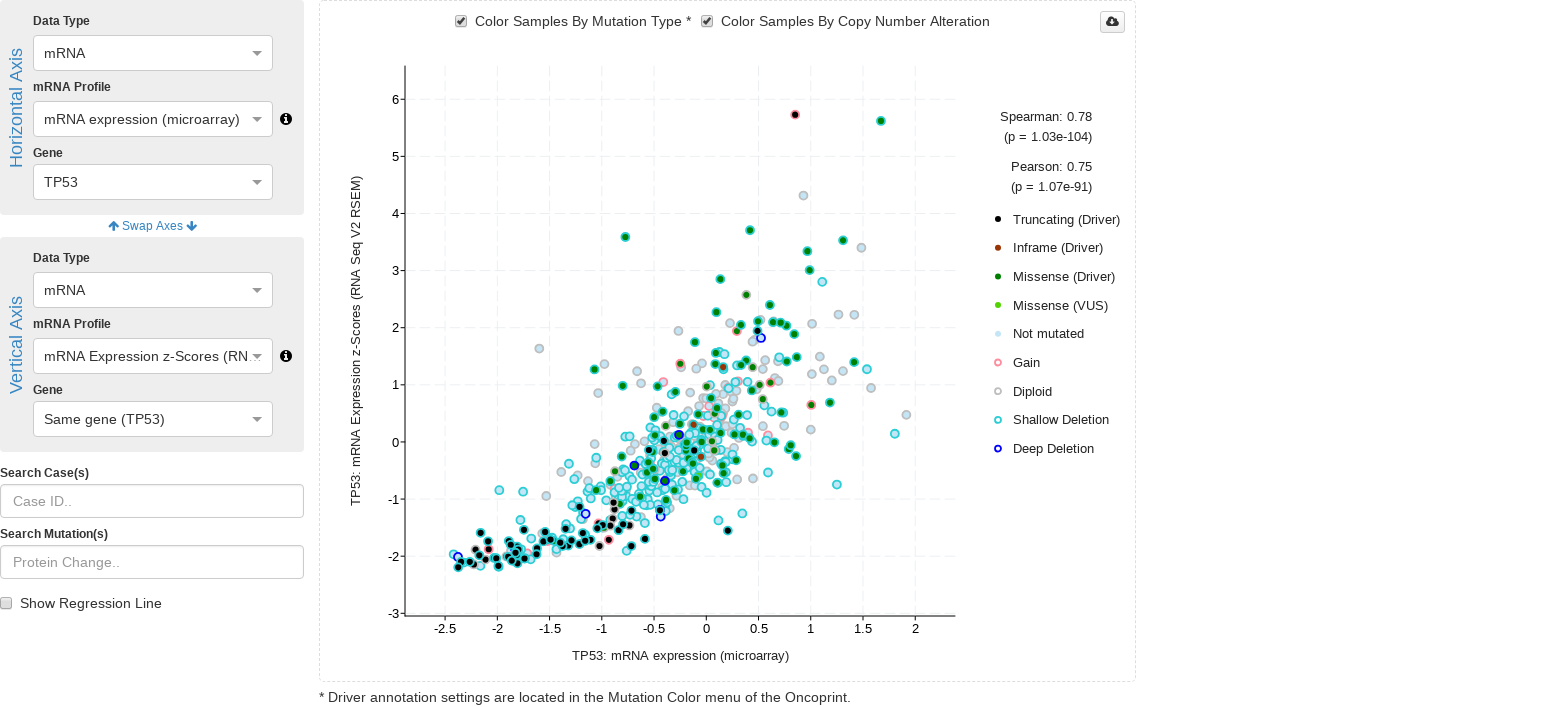 Horizontal Axis
Data Type
mRNA
mRNA Profile
mRNA expression (microarray)
Gene
TP53
Swap Axes
Vertical Axis
Data Type
mRNA
mRNA Profile
mRNA Expression z-Scores (RN...
Gene
Same gene (TP53)
Search Case(s)
Case ID..
Search Mutation(s)
Protein Change..
Show Regression Line
Color Samples By Mutation Type *
Color Samples By Copy Number Alteration
TP53: mRNA Expression z-Scores (RNA Seq V2 RSEM)
6
5
4
3
2
1
0
-1
-2
-3
-2.5 -2 -1.5 -1 -0.5 0 0.5 1 1.5 2
TP53: mRNA expression (microarray)
Spearman: 0.78
(p = 1.03e-104)
Pearson: 0.75
(p = 1.07e-91)
Truncating (Driver)
Inframe (Driver)
Missense (Driver)
Missense (VUS)
Not mutated
Gain
Diploid
Shallow Deletion
Deep Deletion
* Driver annotation settings are located in the Mutation Color menu of the Oncoprint.